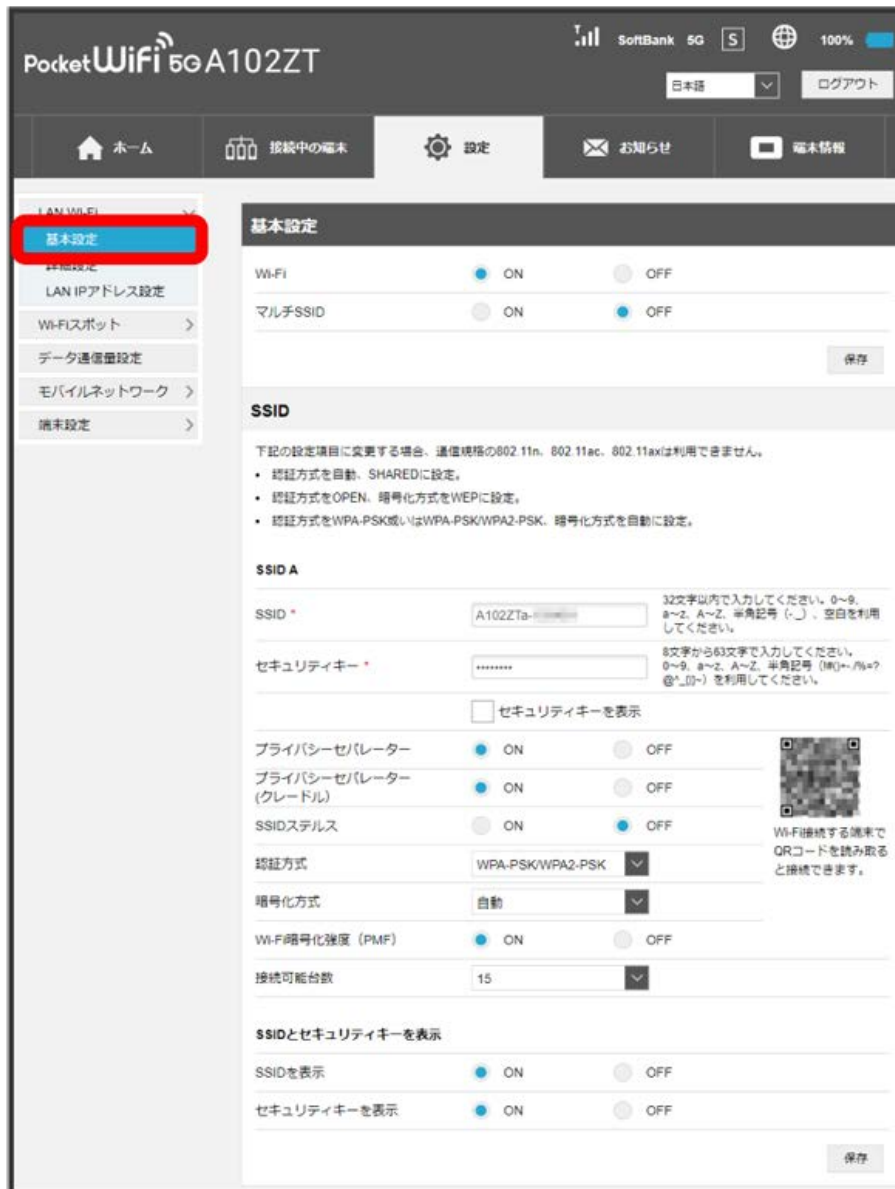 Pocket WiFi 5G A102ZT
SoftBank 5G S 100%
日本語
ログアウト
ホーム
接続中の端末
設定
お知らせ
端末情報
LAN Wi-Fi
基本設定
詳細設定
LAN IPアドレス設定
Wi-Fiスポット
データ通信量設定
モバイルネットワーク
端末設定
基本設定
Wi-Fi ON OFF
マルチSSID ON OFF
保存
SSID
下記の設定項目に変更する場合、通信規格の802.11n、802.11ac、802.11axは利用できません。
• 認証方式を自動、SHAREDに設定。
• 認証方式をOPEN、暗号化方式をWEPに設定。
• 認証方式をWPA-PSK或いはWPA-PSK/WPA2-PSK、暗号化方式を自動に設定。
SSID A
SSID * A102ZTa-
32文字以内で入力してください。0~9、
a~z、A~Z、半角記号（-_）、空白を利用
してください。
セキュリティキー * ••••••••
8文字から63文字で入力してください。
0~9、a~z、A~Z、半角記号
を利用してください。
セキュリティキーを表示
プライバシーセパレーター ON OFF
プライバシーセパレーター
(クレードル) ON OFF
SSIDステルス ON OFF
Wi-Fi接続する端末で
QRコードを読み取る
と接続できます。
認証方式 WPA-PSK/WPA2-PSK
暗号化方式 自動
Wi-Fi暗号化強度（PMF） ON OFF
接続可能台数 15
SSIDとセキュリティキーを表示
SSIDを表示 ON OFF
セキュリティキーを表示 ON OFF
保存